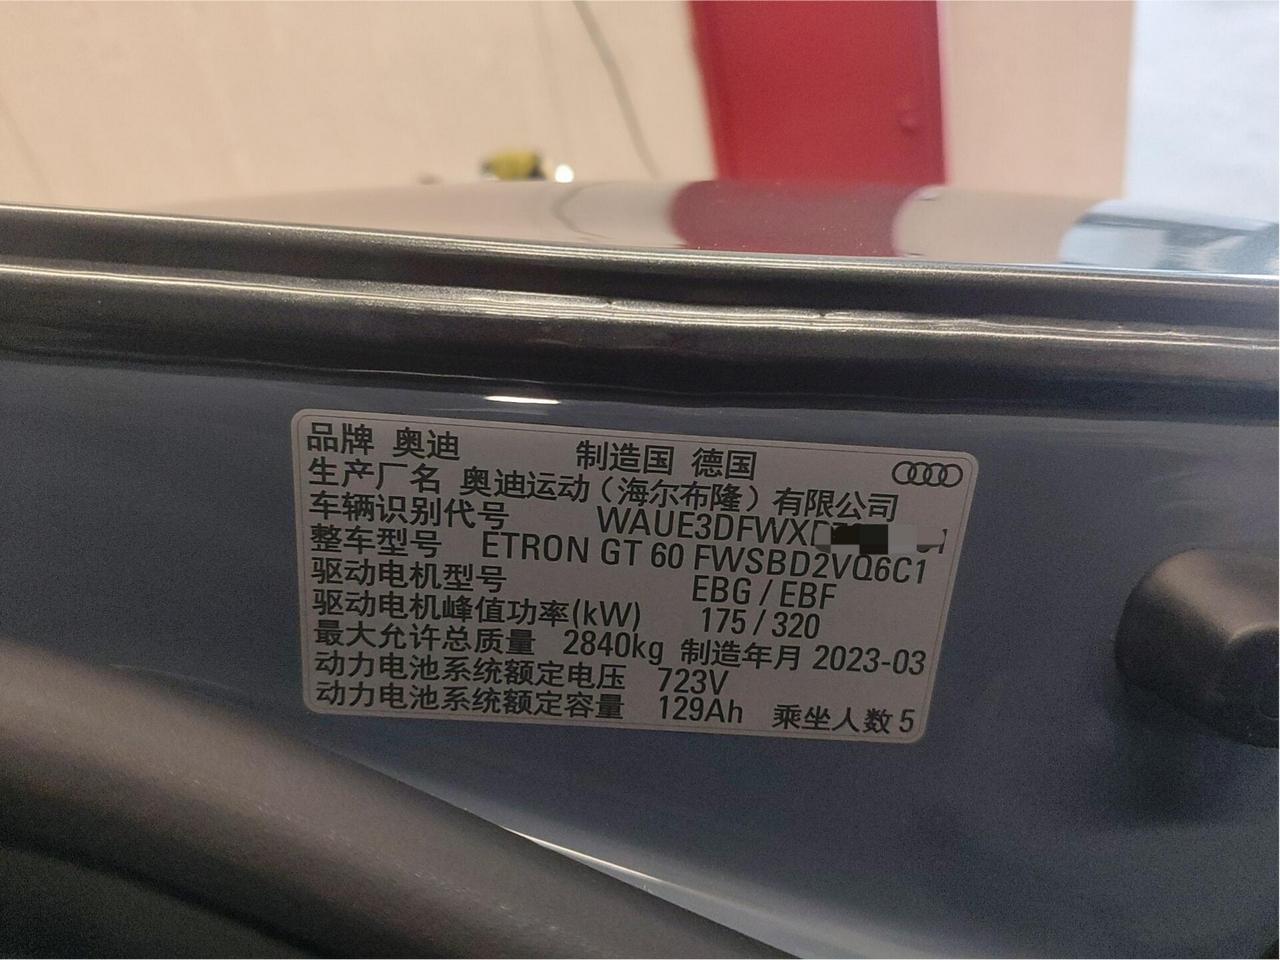 品牌 奥迪 制造国 德国
生产厂名 奥迪运动（海尔布隆）有限公司
车辆识别代号 WAUE3DFWX
整车型号 ETRON GT 60 FWSBD2VQ6C1
驱动电机型号 EBG / EBF
驱动电机峰值功率(kW) 175 / 320
最大允许总质量 2840kg 制造年月 2023-03
动力电池系统额定电压 723V
动力电池系统额定容量 129Ah 乘坐人数 5